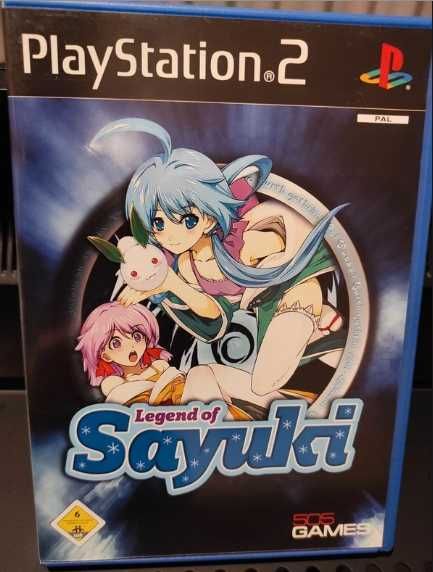 PlayStation®2
PAL
Legend of
Sayuki
6
505
GAMES